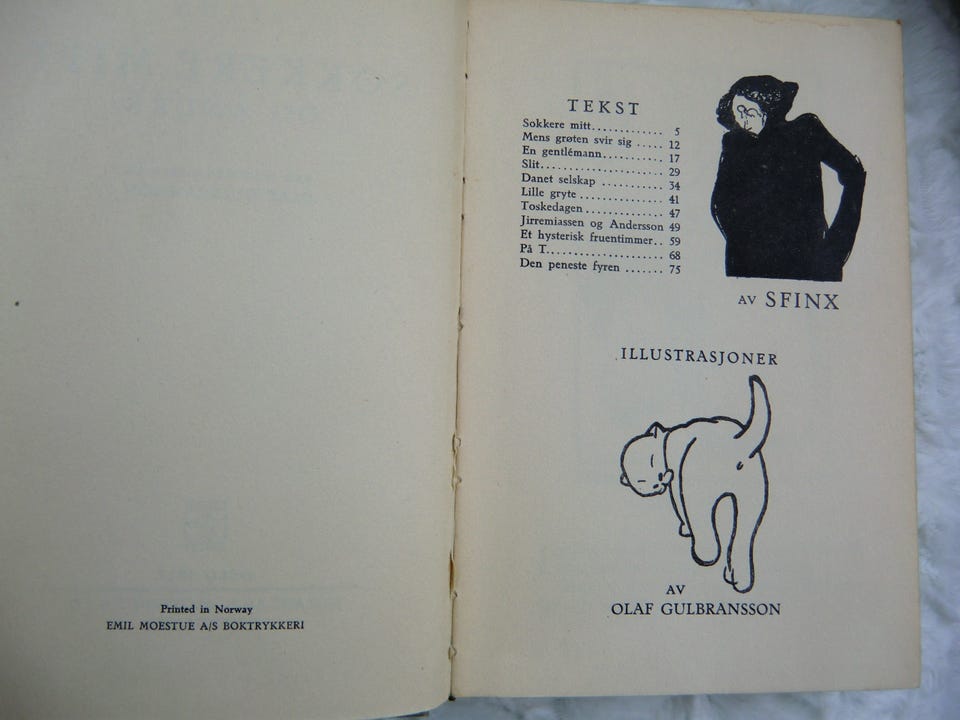 Printed in Norway
EMIL MOESTUE A/S BOKTRYKKERI
TEKST
Sokkere mitt............. 5
Mens grøten svir sig ..... 12
En gentlémann........... 17
Slit...................... 29
Danet selskap ........... 34
Lille gryte ............... 41
Toskedagen .............. 47
Jirremiassen og Andersson 49
Et hysterisk fruentimmer.. 59
På T..................... 68
Den peneste fyren ....... 75
AV SFINX
ILLUSTRASJONER
AV
OLAF GULBRANSSON